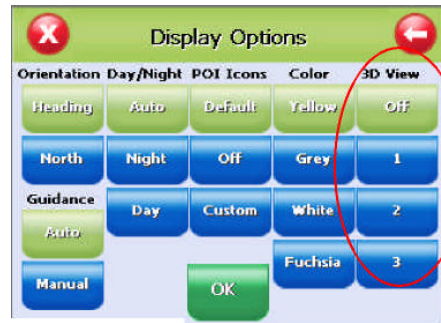 X
Display Options
Orientation Day/Night POI Icons Color 3D View
Heading Auto Default Yellow Off
North Night Off Grey 1
Guidance
Day Custom White 2
Auto
Fuchsia 3
Manual
OK